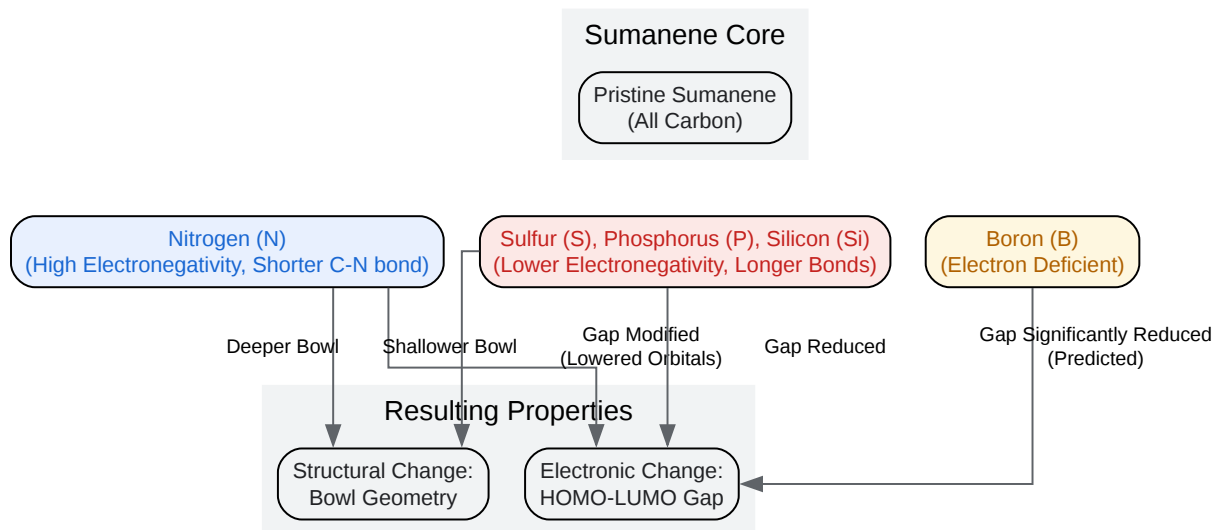 Sumanene Core
Pristine Sumanene
(All Carbon)
Nitrogen (N)
(High Electronegativity, Shorter C-N bond)
Sulfur (S), Phosphorus (P), Silicon (Si)
(Lower Electronegativity, Longer Bonds)
Boron (B)
(Electron Deficient)
Deeper Bowl
Shallower Bowl
Gap Modified
(Lowered Orbitals)
Gap Reduced
Gap Significantly Reduced
(Predicted)
Resulting Properties
Structural Change:
Bowl Geometry
Electronic Change:
HOMO-LUMO Gap